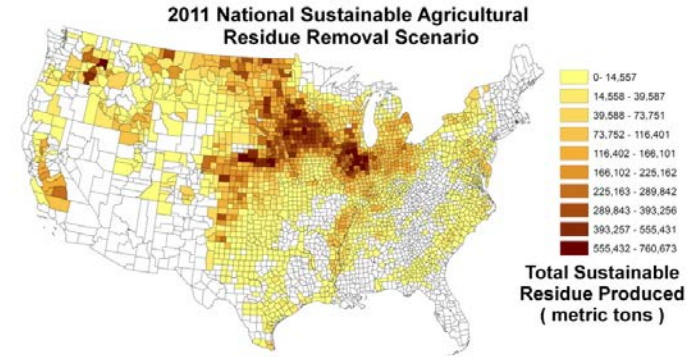 2011 National Sustainable Agricultural
Residue Removal Scenario
0- 14,557
14,558 - 39,587
39,588 - 73,751
73,752 - 116,401
116,402 - 166,101
166,102 - 225,162
225,163 - 289,842
289,843 - 393,256
393,257 - 555,431
555,432 - 760,673
Total Sustainable
Residue Produced
( metric tons )